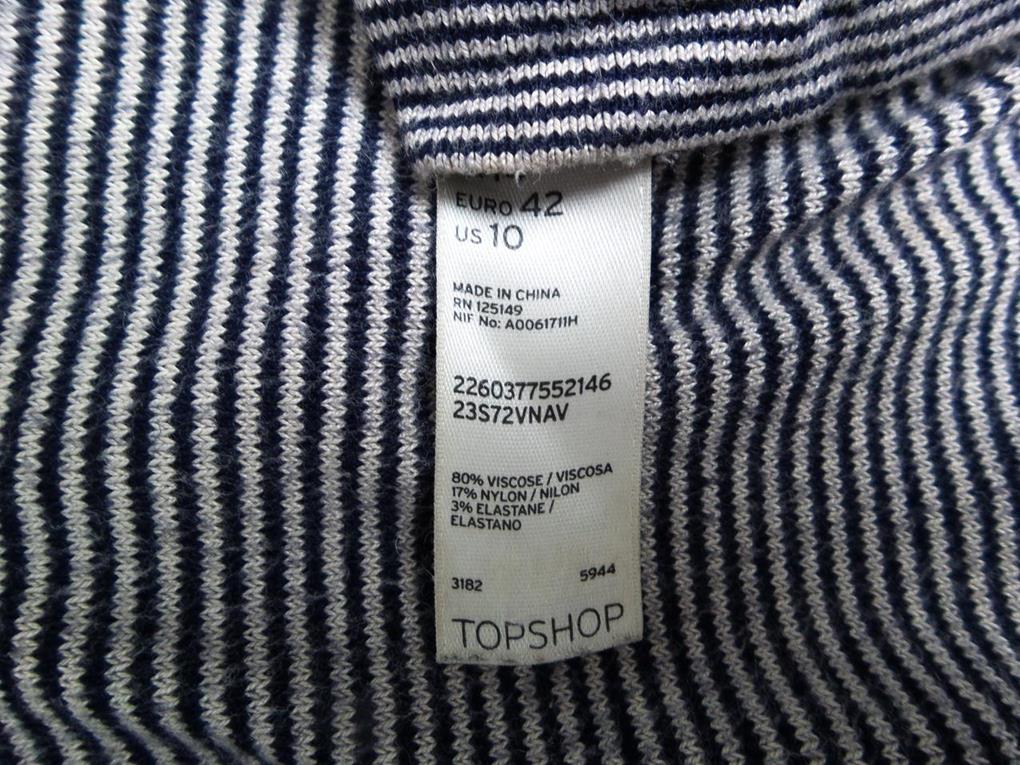 EURO 42
US 10
MADE IN CHINA
RN 125149
NIF No: A0061711H
2260377552146
23S72VNAV
80% VISCOSE / VISCOSA
17% NYLON / NILON
3% ELASTANE /
ELASTANO
3182 5944
TOPSHOP